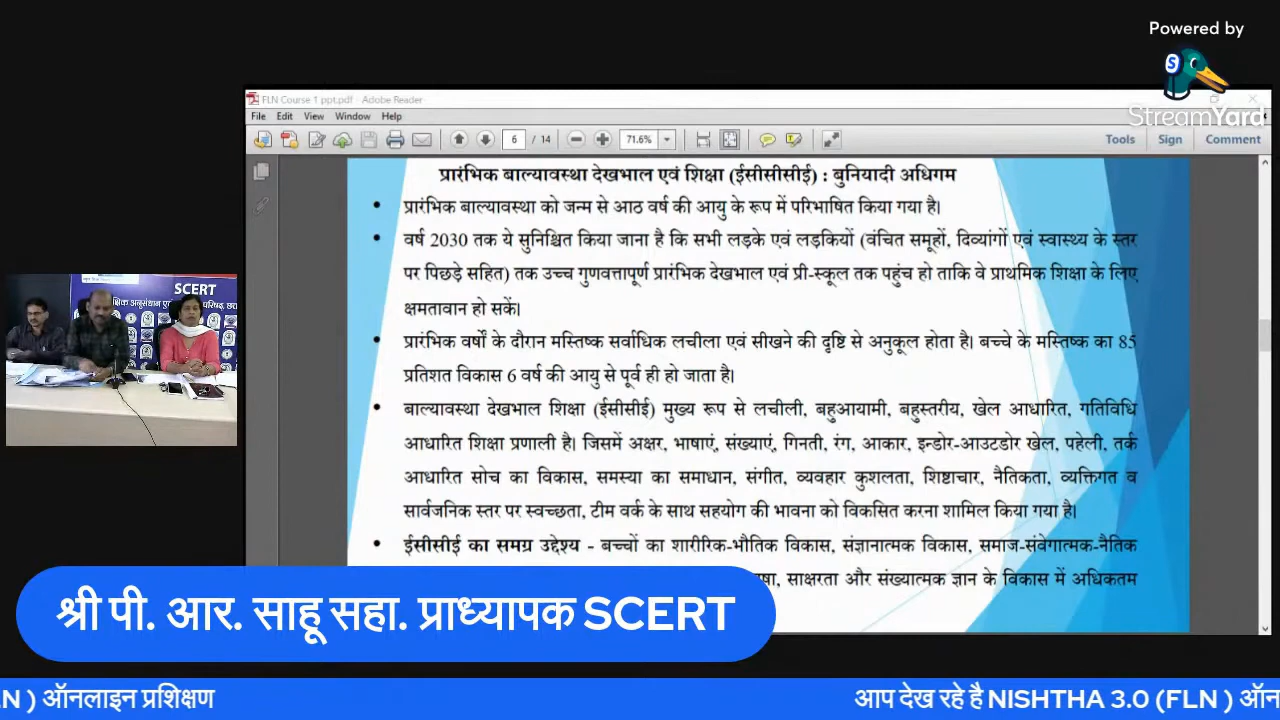 Powered by
StreamYard
FLN Course 1 ppt.pdf - Adobe Reader
File Edit View Window Help
6 / 14 71.6% Tools Sign Comment
प्रारंभिक बाल्यावस्था देखभाल एवं शिक्षा (ईसीसीसीई) : बुनियादी अधिगम
• प्रारंभिक बाल्यावस्था को जन्म से आठ वर्ष की आयु के रूप में परिभाषित किया गया है।
• वर्ष 2030 तक ये सुनिश्चित किया जाना है कि सभी लड़के एवं लड़कियों (वंचित समूहों, दिव्यांगों एवं स्वास्थ्य के स्तर
पर पिछड़े सहित) तक उच्च गुणवत्तापूर्ण प्रारंभिक देखभाल एवं प्री-स्कूल तक पहुंच हो ताकि वे प्राथमिक शिक्षा के लिए
क्षमतावान हो सकें।
• प्रारंभिक वर्षों के दौरान मस्तिष्क सर्वाधिक लचीला एवं सीखने की दृष्टि से अनुकूल होता है। बच्चे के मस्तिष्क का 85
प्रतिशत विकास 6 वर्ष की आयु से पूर्व ही हो जाता है।
• बाल्यावस्था देखभाल शिक्षा (ईसीसीई) मुख्य रूप से लचीली, बहुआयामी, बहुस्तरीय, खेल आधारित, गतिविधि
आधारित शिक्षा प्रणाली है। जिसमें अक्षर, भाषाएं, संख्याएं, गिनती, रंग, आकार, इन्डोर-आउटडोर खेल, पहेली, तर्क
आधारित सोच का विकास, समस्या का समाधान, संगीत, व्यवहार कुशलता, शिष्टाचार, नैतिकता, व्यक्तिगत व
सार्वजनिक स्तर पर स्वच्छता, टीम वर्क के साथ सहयोग की भावना को विकसित करना शामिल किया गया है।
• ईसीसीई का समग्र उद्देश्य - बच्चों का शारीरिक-भौतिक विकास, संज्ञानात्मक विकास, समाज-संवेगात्मक-नैतिक
साक्षरता और संख्यात्मक ज्ञान के विकास में अधिकतम
SCERT
श्री पी. आर. साहू सहा. प्राध्यापक SCERT
LN ) ऑनलाइन प्रशिक्षण आप देख रहे है NISHTHA 3.0 (FLN ) ऑन